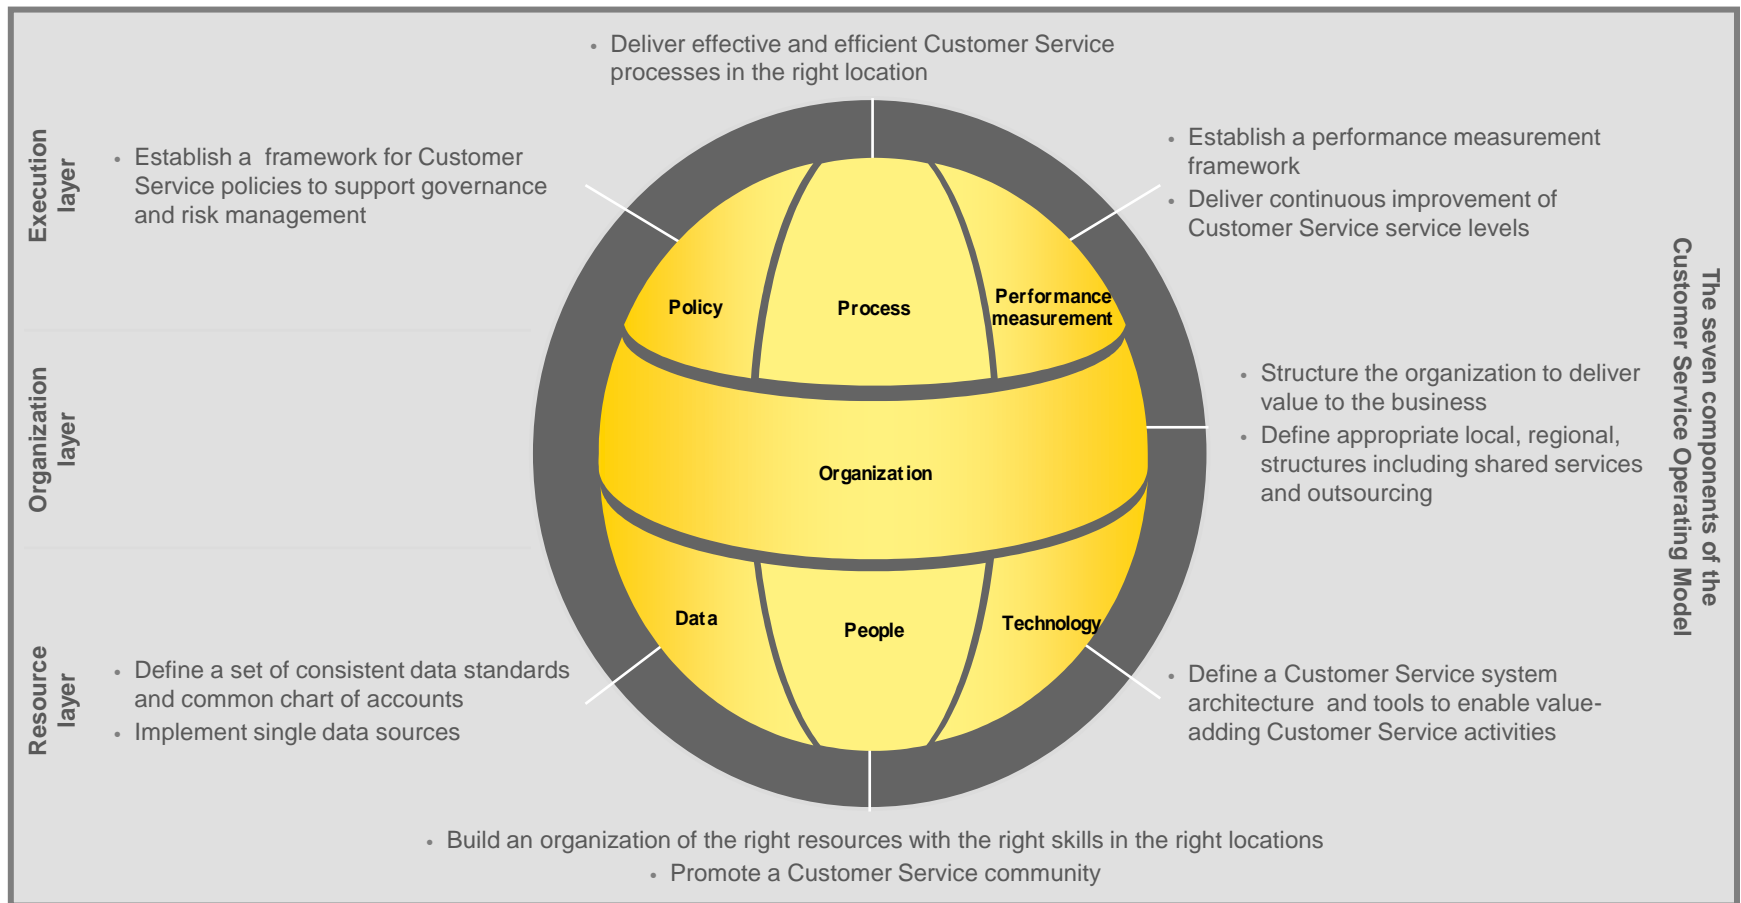 • Deliver effective and efficient Customer Service
processes in the right location
Execution
layer
• Establish a  framework for Customer
Service policies to support governance
and risk management
• Establish a performance measurement
framework
• Deliver continuous improvement of
Customer Service service levels
Policy
Process
Performance
measurement
Organization
layer
Organization
• Structure the organization to deliver
value to the business
• Define appropriate local, regional,
structures including shared services
and outsourcing
The seven components of the
Customer Service Operating Model
Resource
layer
Data
People
Technology
• Define a set of consistent data standards
and common chart of accounts
• Implement single data sources
• Define a Customer Service system
architecture  and tools to enable value-
adding Customer Service activities
• Build an organization of the right resources with the right skills in the right locations
• Promote a Customer Service community